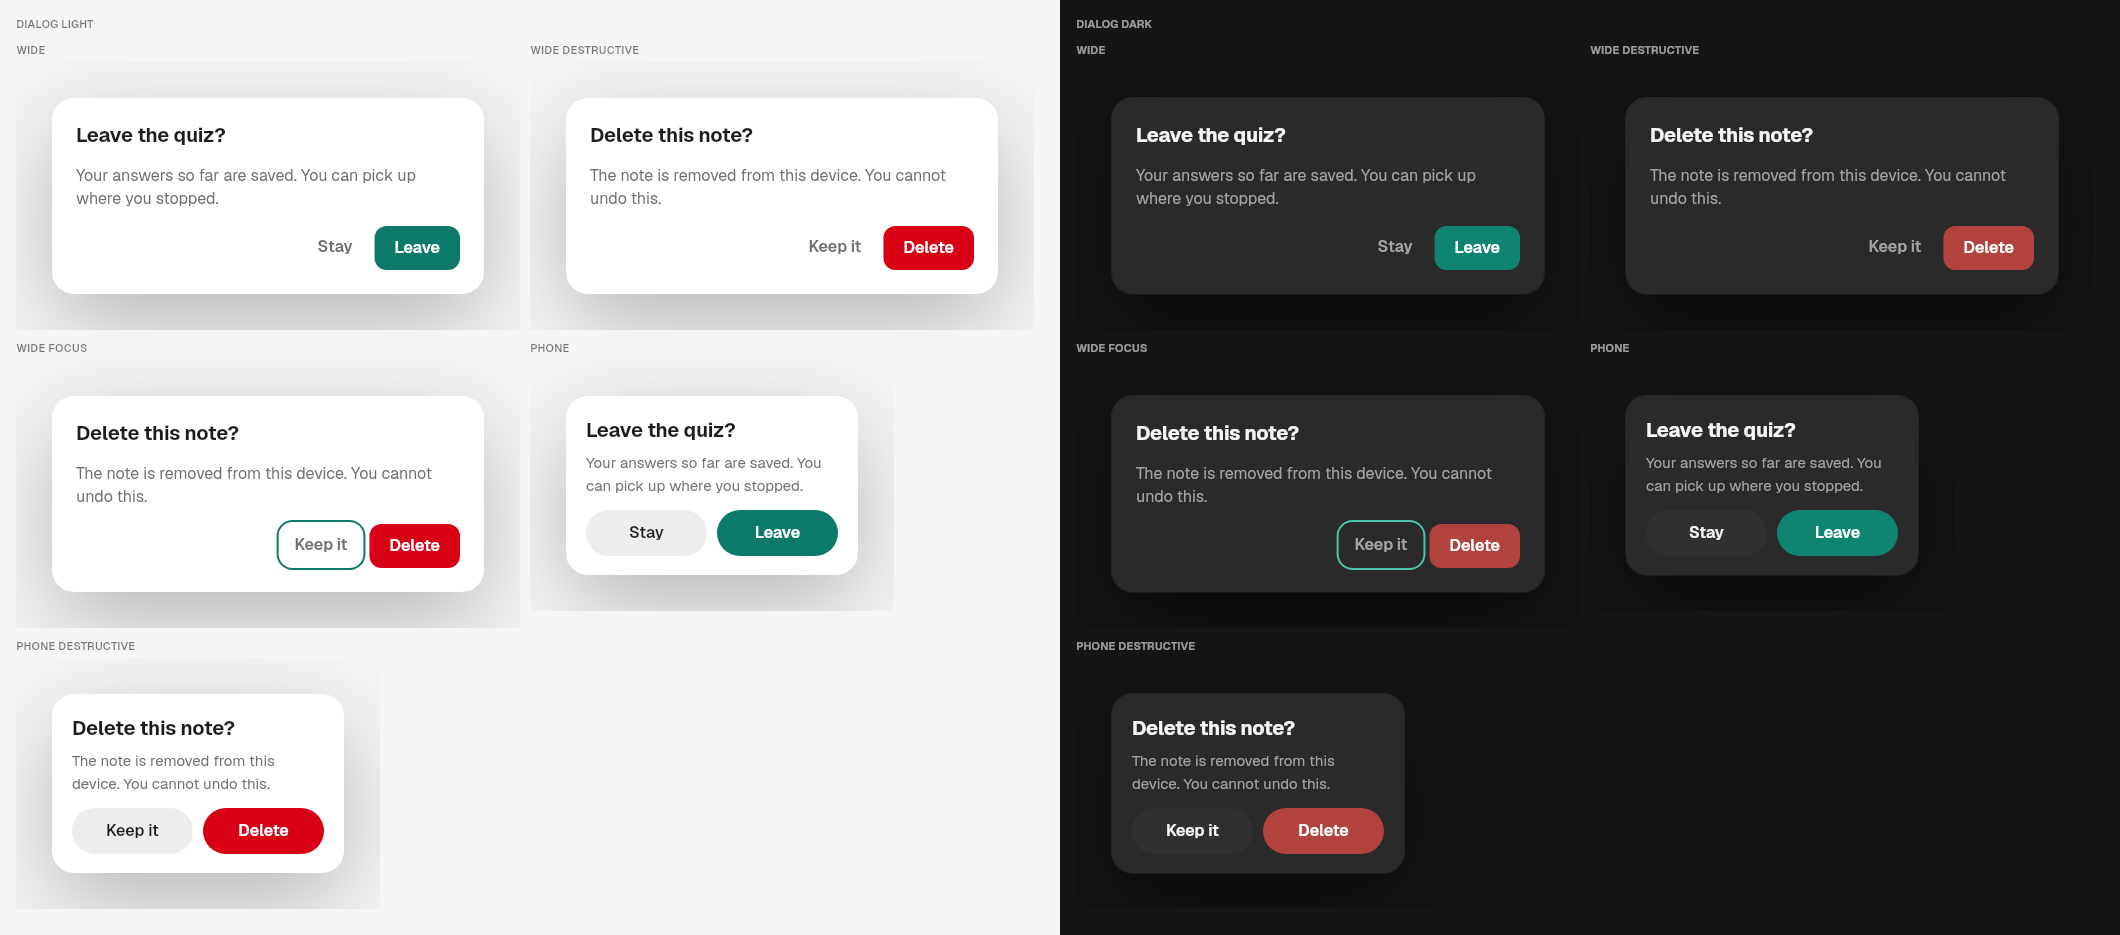 DIALOG LIGHT
WIDE
Leave the quiz?
Your answers so far are saved. You can pick up
where you stopped.
Stay
Leave
WIDE DESTRUCTIVE
Delete this note?
The note is removed from this device. You cannot
undo this.
Keep it
Delete
WIDE FOCUS
Delete this note?
The note is removed from this device. You cannot
undo this.
Keep it
Delete
PHONE
Leave the quiz?
Your answers so far are saved. You
can pick up where you stopped.
Stay
Leave
PHONE DESTRUCTIVE
Delete this note?
The note is removed from this
device. You cannot undo this.
Keep it
Delete
DIALOG DARK
WIDE
Leave the quiz?
Your answers so far are saved. You can pick up
where you stopped.
Stay
Leave
WIDE DESTRUCTIVE
Delete this note?
The note is removed from this device. You cannot
undo this.
Keep it
Delete
WIDE FOCUS
Delete this note?
The note is removed from this device. You cannot
undo this.
Keep it
Delete
PHONE
Leave the quiz?
Your answers so far are saved. You
can pick up where you stopped.
Stay
Leave
PHONE DESTRUCTIVE
Delete this note?
The note is removed from this
device. You cannot undo this.
Keep it
Delete